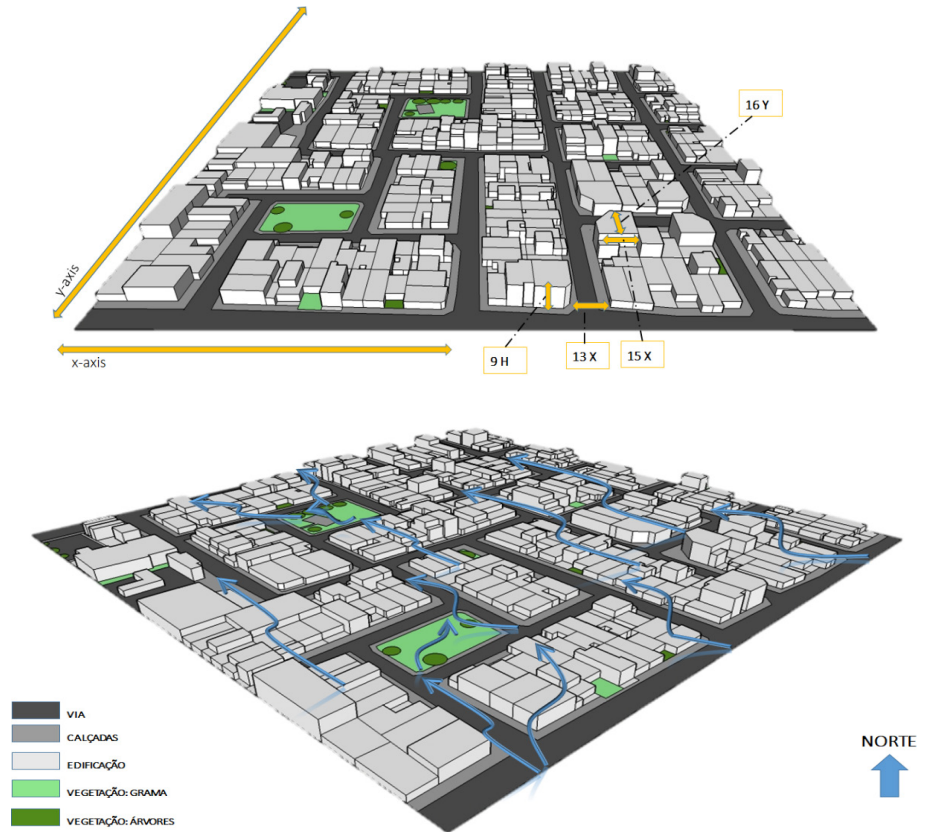 16 Y
y-axis
x-axis
9 H
13 X
15 X
VIA
CALÇADAS
EDIFICAÇÃO
VEGETAÇÃO: GRAMA
VEGETAÇÃO: ÁRVORES
NORTE